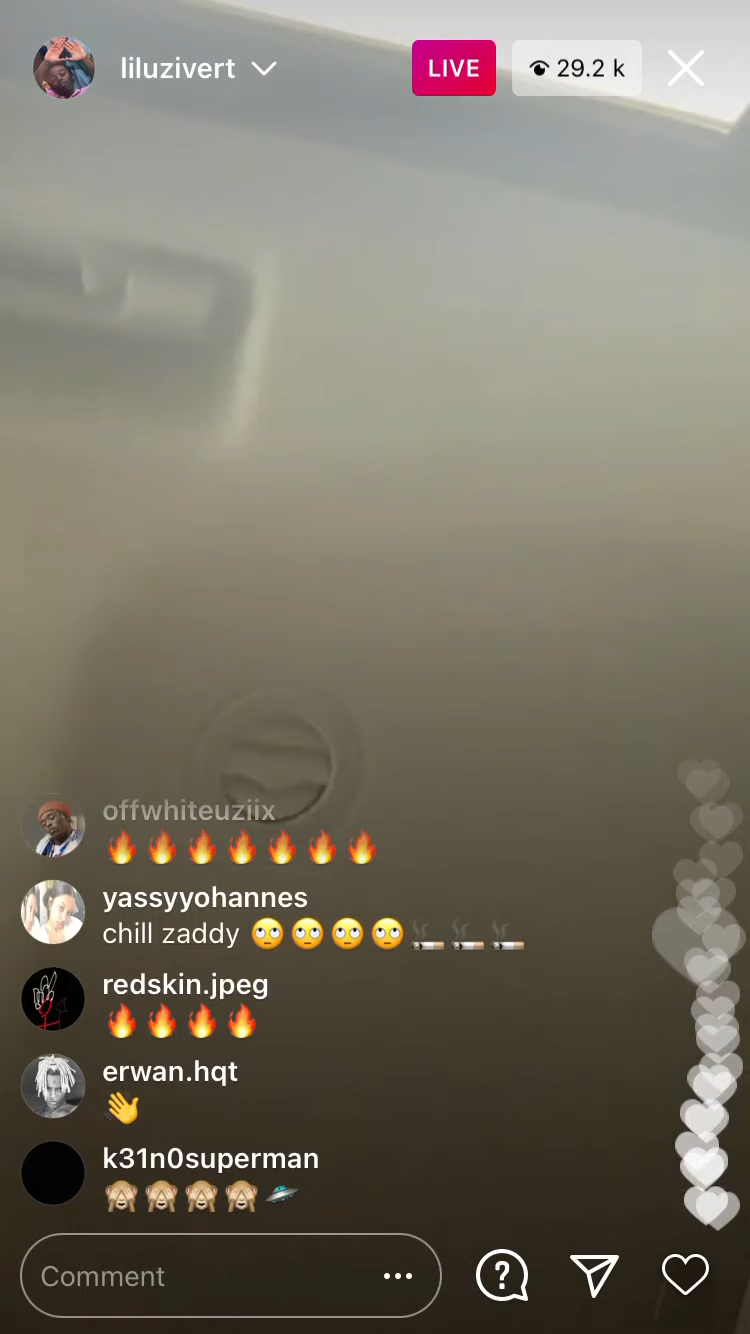 liluzivert
LIVE
29.2 k
offwhiteuziix
🔥🔥🔥🔥🔥🔥🔥
yassyyohannes
chill zaddy 🙄🙄🙄🙄🚬🚬🚬
redskin.jpeg
🔥🔥🔥🔥
erwan.hqt
👋
k31n0superman
🙈🙈🙈🙈🛸
Comment